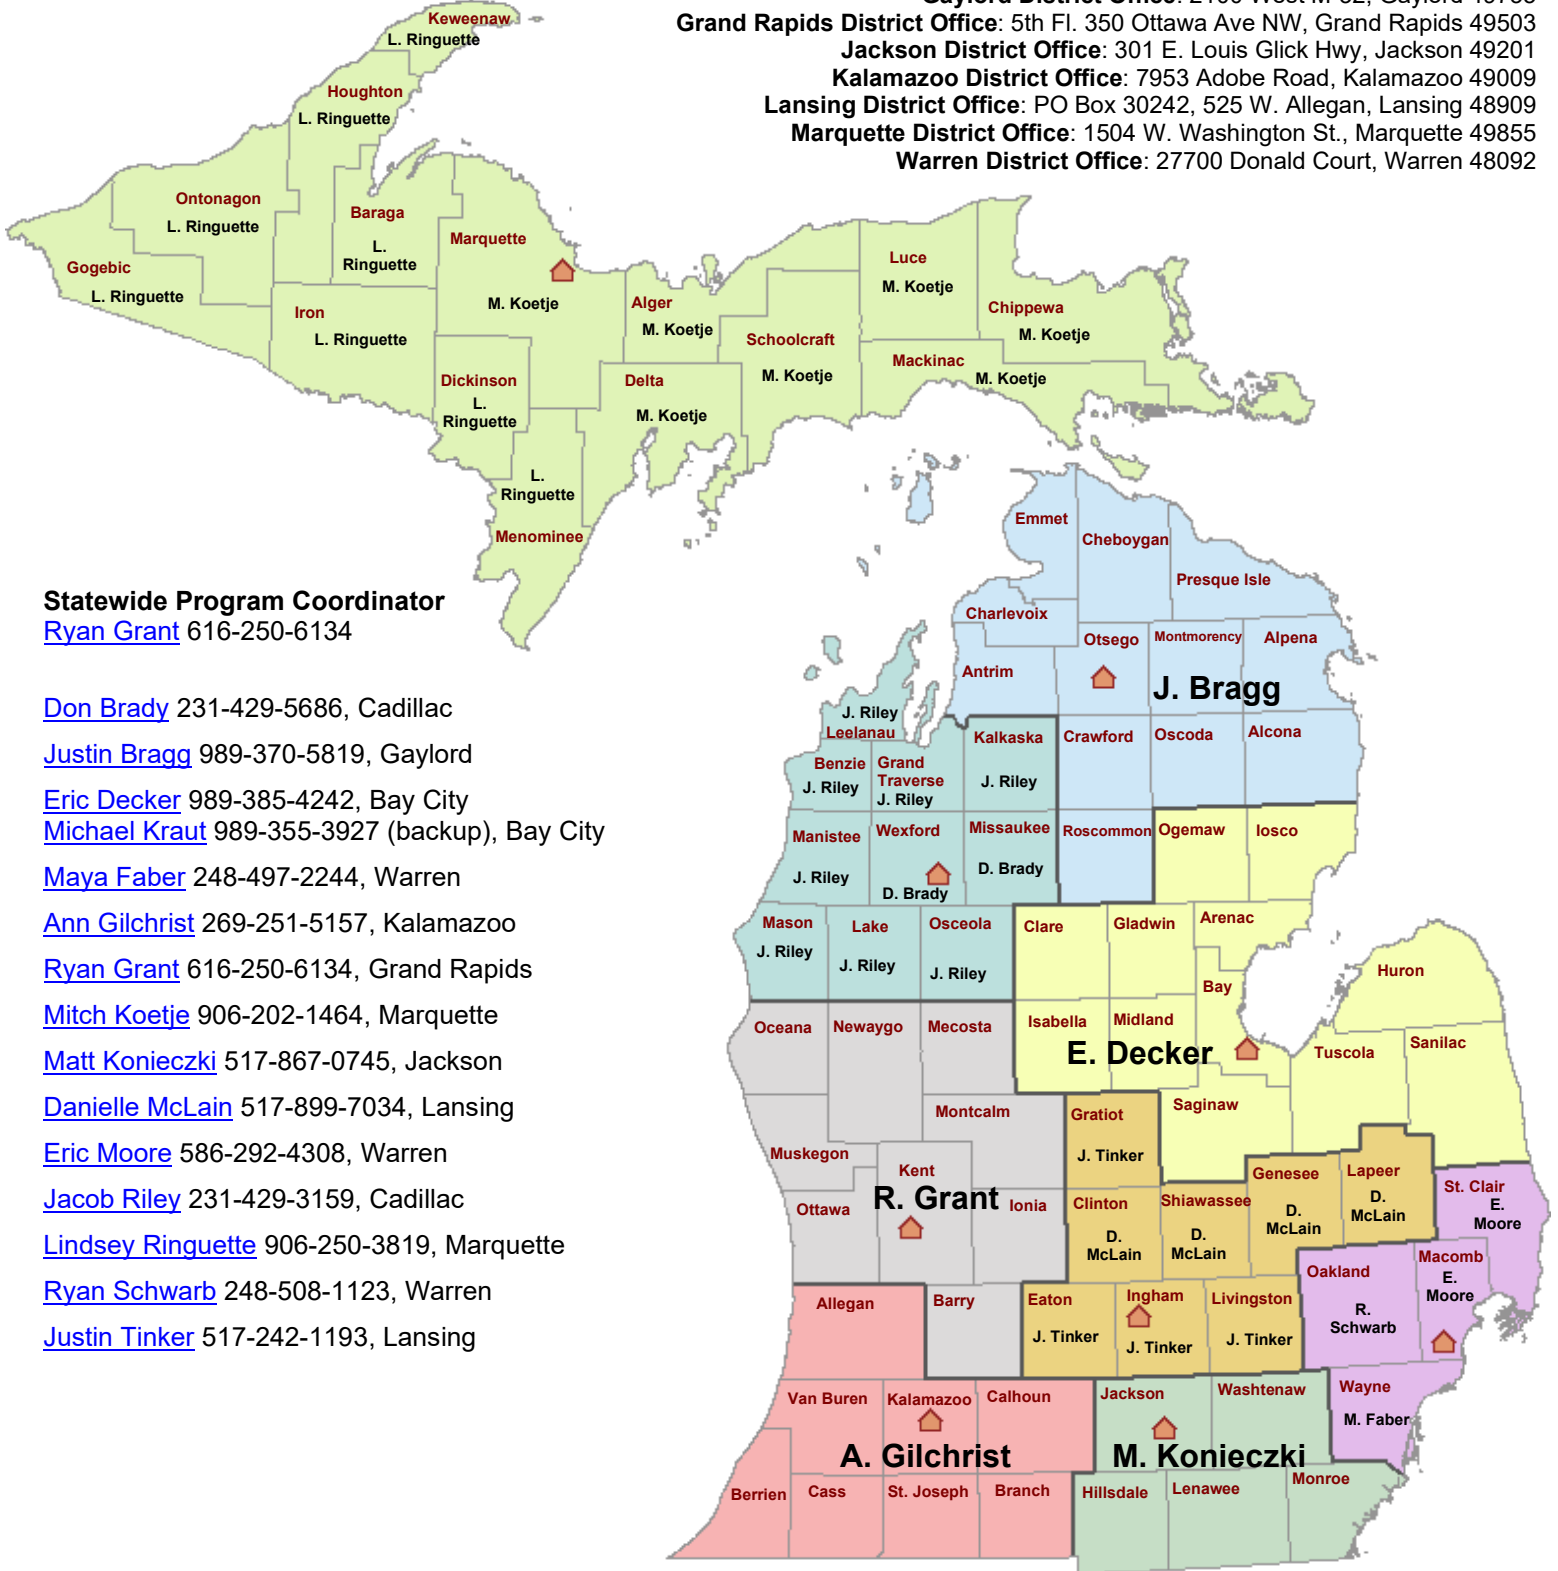 Gaylord District Office: 2100 West M-32, Gaylord 49735
Grand Rapids District Office: 5th Fl. 350 Ottawa Ave NW, Grand Rapids 49503
Jackson District Office: 301 E. Louis Glick Hwy, Jackson 49201
Kalamazoo District Office: 7953 Adobe Road, Kalamazoo 49009
Lansing District Office: PO Box 30242, 525 W. Allegan, Lansing 48909
Marquette District Office: 1504 W. Washington St., Marquette 49855
Warren District Office: 27700 Donald Court, Warren 48092
Keweenaw
L. Ringuette
Houghton
L. Ringuette
Ontonagon
L. Ringuette
Baraga
L.
Ringuette
Gogebic
L. Ringuette
Iron
L. Ringuette
Marquette
M. Koetje
Alger
M. Koetje
Schoolcraft
M. Koetje
Luce
M. Koetje
Chippewa
M. Koetje
Mackinac
M. Koetje
Dickinson
L.
Ringuette
Delta
M. Koetje
L.
Ringuette
Menominee
Statewide Program Coordinator
Ryan Grant 616-250-6134
Don Brady 231-429-5686, Cadillac
Justin Bragg 989-370-5819, Gaylord
Eric Decker 989-385-4242, Bay City
Michael Kraut 989-355-3927 (backup), Bay City
Maya Faber 248-497-2244, Warren
Ann Gilchrist 269-251-5157, Kalamazoo
Ryan Grant 616-250-6134, Grand Rapids
Mitch Koetje 906-202-1464, Marquette
Matt Konieczki 517-867-0745, Jackson
Danielle McLain 517-899-7034, Lansing
Eric Moore 586-292-4308, Warren
Jacob Riley 231-429-3159, Cadillac
Lindsey Ringuette 906-250-3819, Marquette
Ryan Schwarb 248-508-1123, Warren
Justin Tinker 517-242-1193, Lansing
Emmet
Cheboygan
Presque Isle
Charlevoix
Antrim
Otsego
Montmorency
Alpena
J. Bragg
Crawford
Oscoda
Alcona
Roscommon
J. Riley
Leelanau
Benzie
J. Riley
Grand
Traverse
J. Riley
Kalkaska
J. Riley
Manistee
J. Riley
Wexford
D. Brady
Missaukee
D. Brady
Mason
J. Riley
Lake
J. Riley
Osceola
J. Riley
Ogemaw
Iosco
Clare
Gladwin
Arenac
Bay
Isabella
Midland
E. Decker
Huron
Tuscola
Sanilac
Saginaw
Oceana
Newaygo
Mecosta
Muskegon
Montcalm
Kent
R. Grant
Ottawa
Ionia
Barry
Gratiot
J. Tinker
Clinton
D.
McLain
Shiawassee
D.
McLain
Genesee
D.
McLain
Lapeer
D.
McLain
Eaton
J. Tinker
Ingham
J. Tinker
Livingston
J. Tinker
St. Clair
E.
Moore
Macomb
E.
Moore
Oakland
R.
Schwarb
Wayne
M. Faber
Allegan
Van Buren
Kalamazoo
Calhoun
A. Gilchrist
Berrien
Cass
St. Joseph
Branch
Jackson
Washtenaw
M. Konieczki
Hillsdale
Lenawee
Monroe